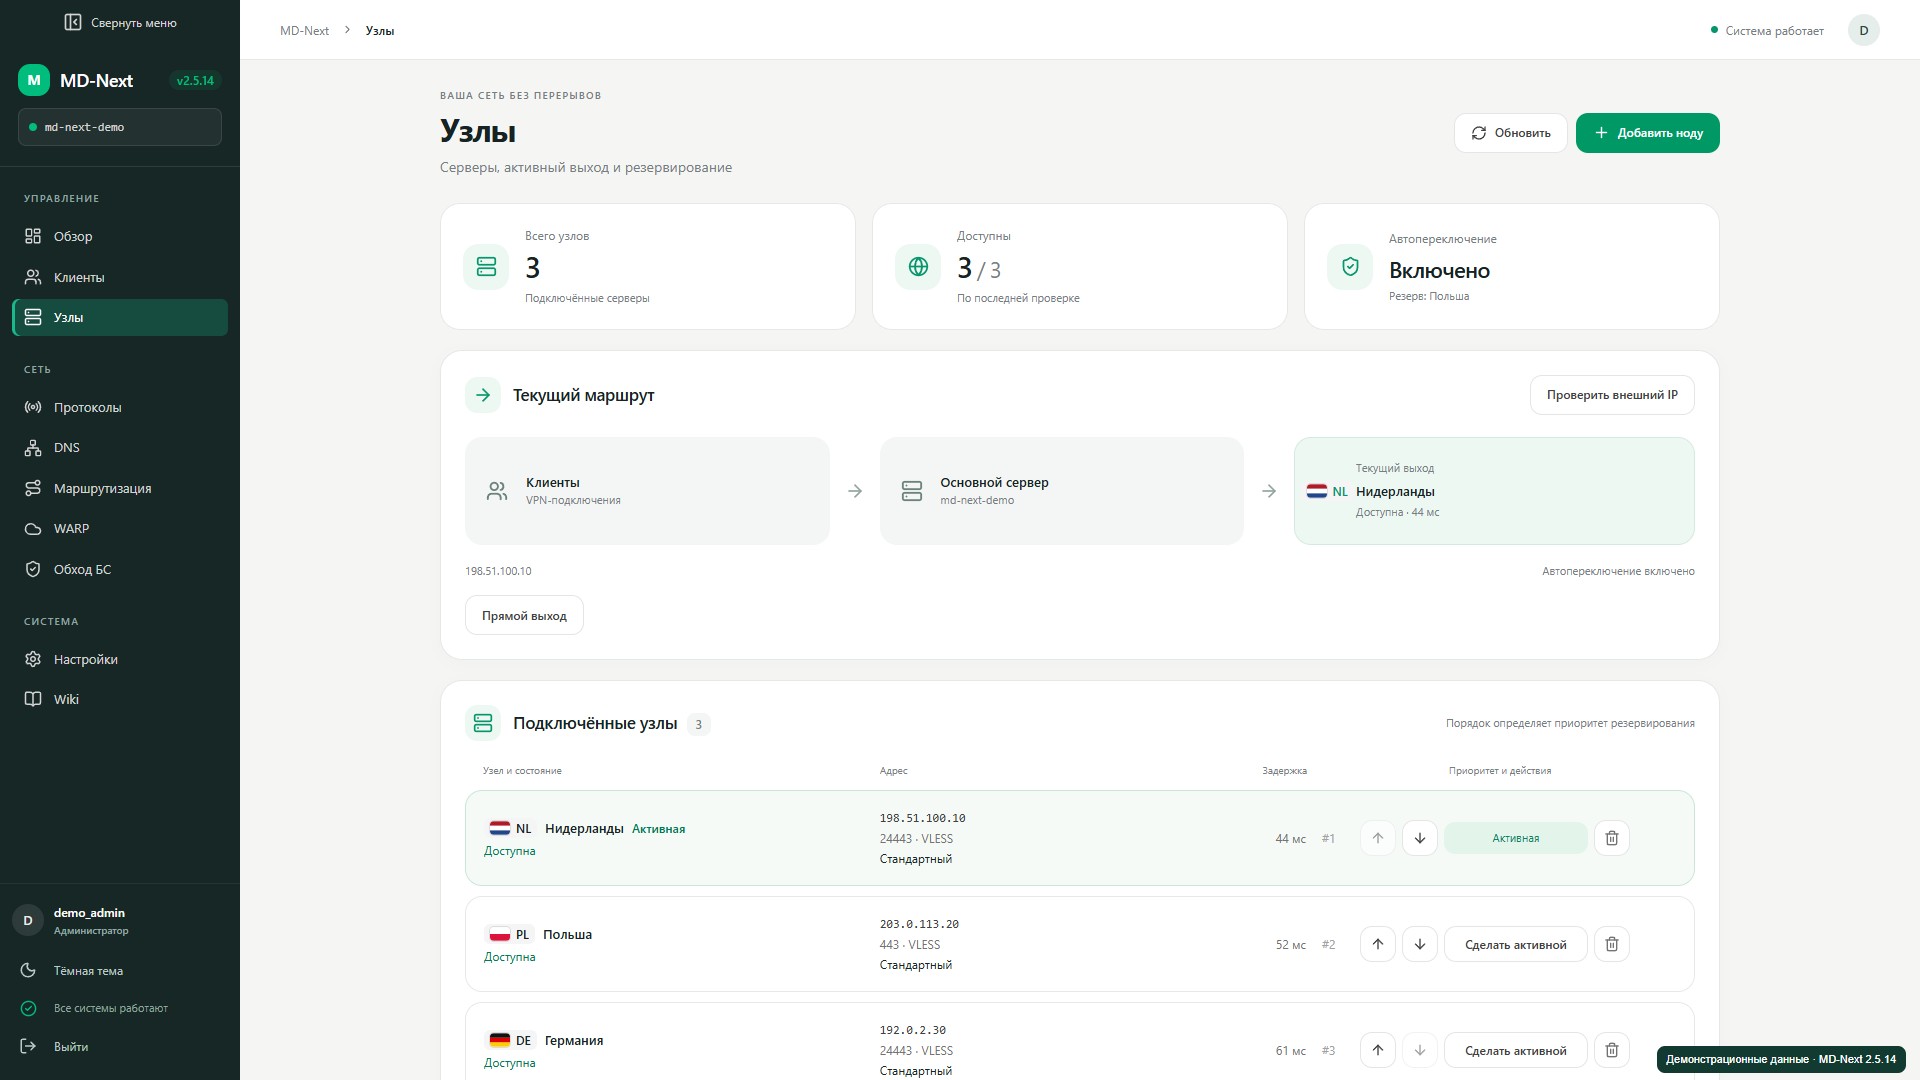 Свернуть меню
M MD-Next v2.5.14
md-next-demo
УПРАВЛЕНИЕ
Обзор
Клиенты
Узлы
СЕТЬ
Протоколы
DNS
Маршрутизация
WARP
Обход БС
СИСТЕМА
Настройки
Wiki
D demo_admin
Администратор
Тёмная тема
Все системы работают
Выйти
MD-Next > Узлы
Система работает D
ВАША СЕТЬ БЕЗ ПЕРЕРЫВОВ
Узлы
Серверы, активный выход и резервирование
Обновить
+ Добавить ноду
Всего узлов
3
Подключённые серверы
Доступны
3 / 3
По последней проверке
Автопереключение
Включено
Резерв: Польша
Текущий маршрут
Проверить внешний IP
Клиенты
VPN-подключения
Основной сервер
md-next-demo
Текущий выход
NL Нидерланды
Доступна · 44 мс
198.51.100.10
Автопереключение включено
Прямой выход
Подключённые узлы 3
Порядок определяет приоритет резервирования
Узел и состояние Адрес Задержка Приоритет и действия
NL Нидерланды Активная
Доступна
198.51.100.10
24443 · VLESS
Стандартный
44 мс #1
Активная
PL Польша
Доступна
203.0.113.20
443 · VLESS
Стандартный
52 мс #2
Сделать активной
DE Германия
Доступна
192.0.2.30
24443 · VLESS
Стандартный
61 мс #3
Сделать активной
Демонстрационные данные · MD-Next 2.5.14